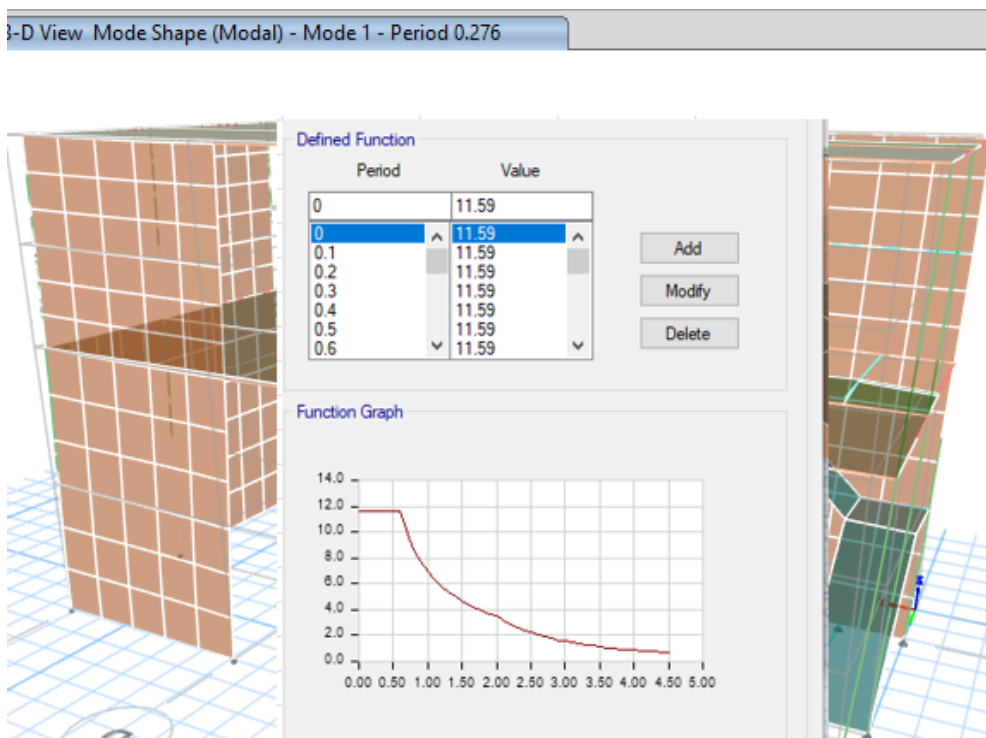 3-D View Mode Shape (Modal) - Mode 1 - Period 0.276
Defined Function
Period Value
0 11.59
0 11.59
0.1 11.59
0.2 11.59
0.3 11.59
0.4 11.59
0.5 11.59
0.6 11.59
Add
Modify
Delete
Function Graph
14.0
12.0
10.0
8.0
6.0
4.0
2.0
0.0
0.00 0.50 1.00 1.50 2.00 2.50 3.00 3.50 4.00 4.50 5.00